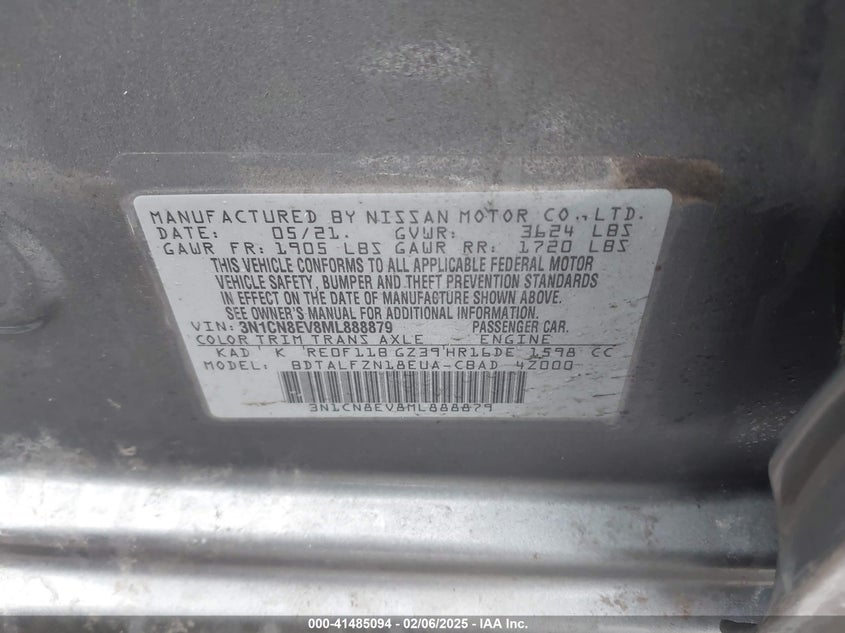 MANUFACTURED BY NISSAN MOTOR CO., LTD.
DATE: 05/21. GVWR: 3624 LBS
GAWR FR: 1905 LBS GAWR RR: 1720 LBS
THIS VEHICLE CONFORMS TO ALL APPLICABLE FEDERAL MOTOR
VEHICLE SAFETY, BUMPER AND THEFT PREVENTION STANDARDS
IN EFFECT ON THE DATE OF MANUFACTURE SHOWN ABOVE.
SEE OWNER'S MANUAL FOR ADDITIONAL INFORMATION
VIN: 3N1CN8EV8ML888879 PASSENGER CAR.
COLOR TRIM TRANS AXLE ENGINE
KAD K RE0F11B GZ39 HR16DE 1598 CC
MODEL: BDTALFZN18EUA-CBAD 4Z000
3N1CN8EV8ML888879
000-41485094 - 02/06/2025 - © IAA Inc.